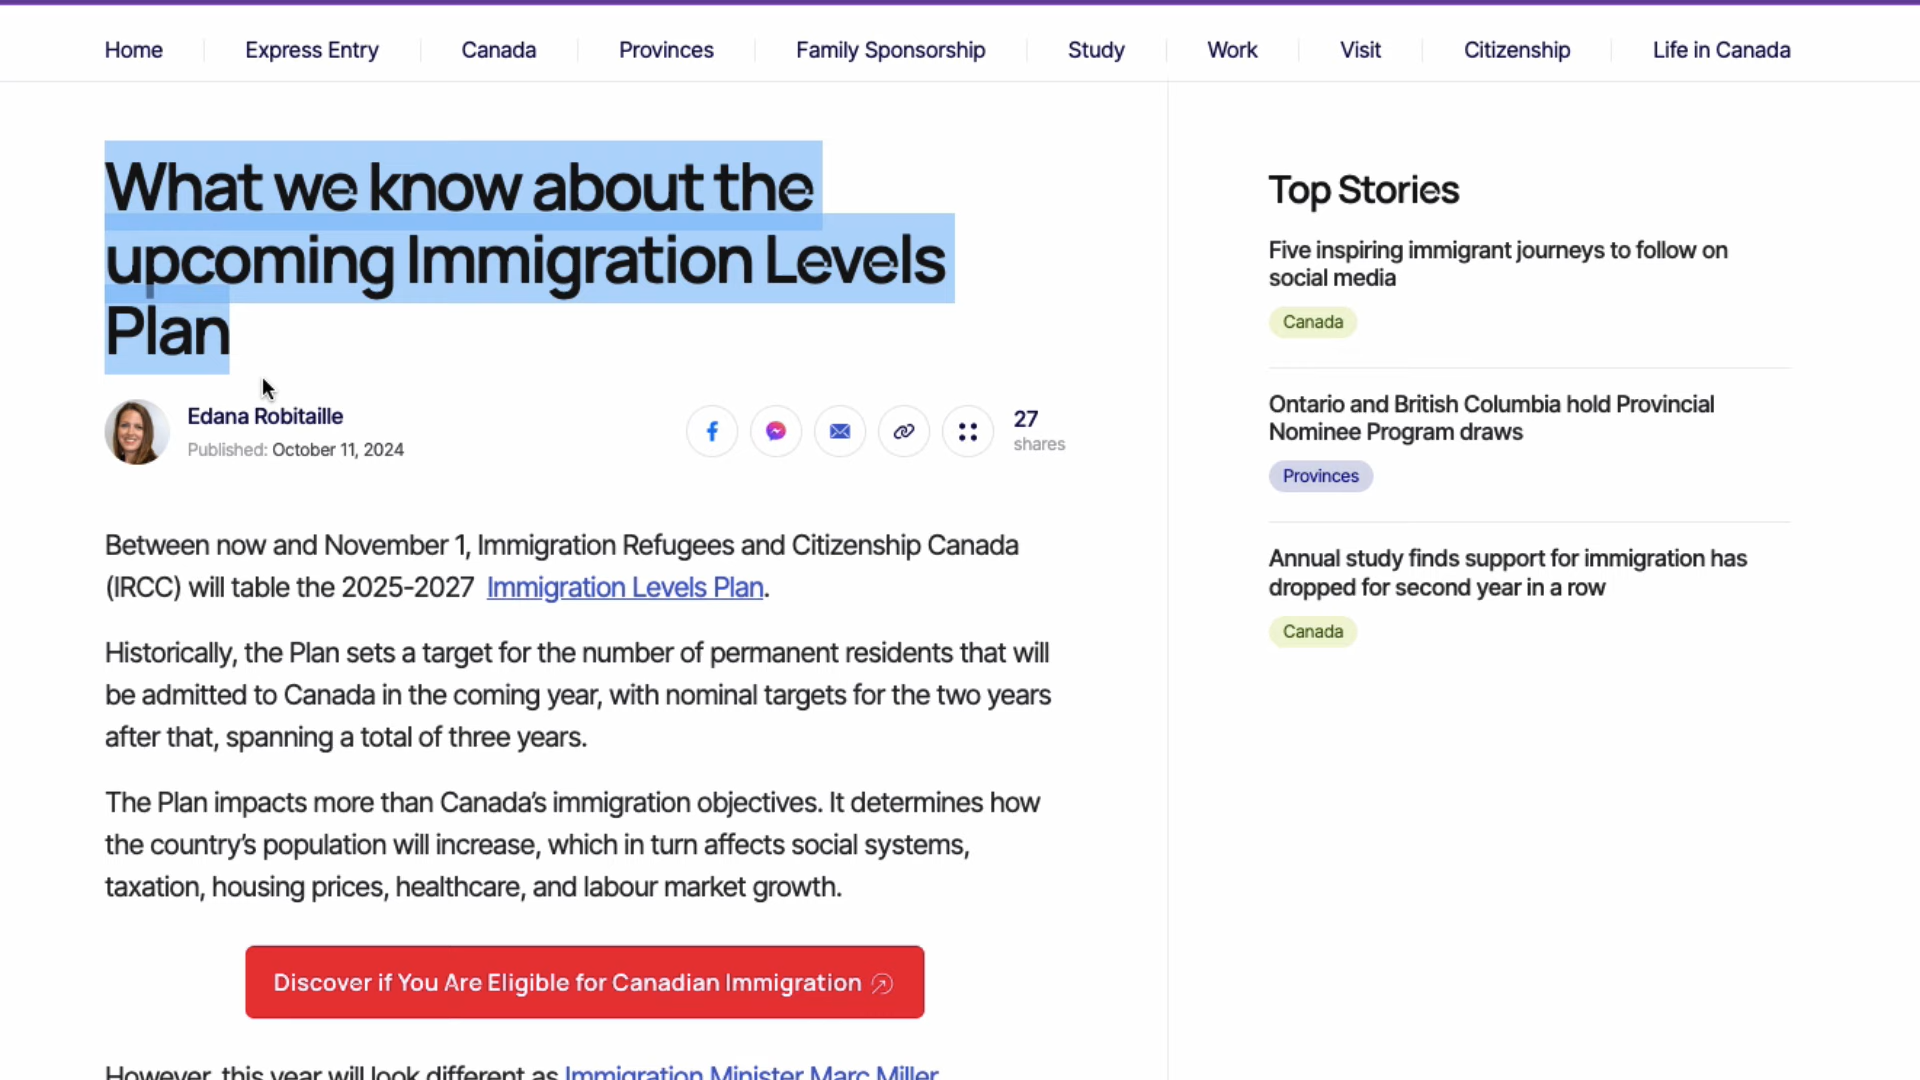 Home Express Entry Canada Provinces Family Sponsorship Study Work Visit Citizenship Life in Canada
What we know about the
upcoming Immigration Levels
Plan
Edana Robitaille
Published: October 11, 2024
27
shares
Between now and November 1, Immigration Refugees and Citizenship Canada
(IRCC) will table the 2025-2027 Immigration Levels Plan.
Historically, the Plan sets a target for the number of permanent residents that will
be admitted to Canada in the coming year, with nominal targets for the two years
after that, spanning a total of three years.
The Plan impacts more than Canada's immigration objectives. It determines how
the country's population will increase, which in turn affects social systems,
taxation, housing prices, healthcare, and labour market growth.
Discover if You Are Eligible for Canadian Immigration
However, this year will look different as Immigration Minister Marc Miller
Top Stories
Five inspiring immigrant journeys to follow on
social media
Canada
Ontario and British Columbia hold Provincial
Nominee Program draws
Provinces
Annual study finds support for immigration has
dropped for second year in a row
Canada